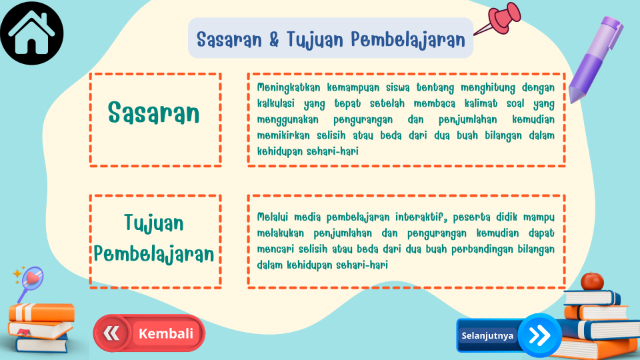 Sasaran & Tujuan Pembelajaran
Sasaran
Meningkatkan kemampuan siswa tentang menghitung dengan
kalkulasi yang tepat setelah membaca kalimat soal yang
menggunakan pengurangan dan penjumlahan kemudian
memikirkan selisih atau beda dari dua buah bilangan dalam
kehidupan sehari-hari
Tujuan
Pembelajaran
Melalui media pembelajaran interaktif, peserta didik mampu
melakukan penjumlahan dan pengurangan kemudian dapat
mencari selisih atau beda dari dua buah perbandingan bilangan
dalam kehidupan sehari-hari
Kembali
Selanjutnya